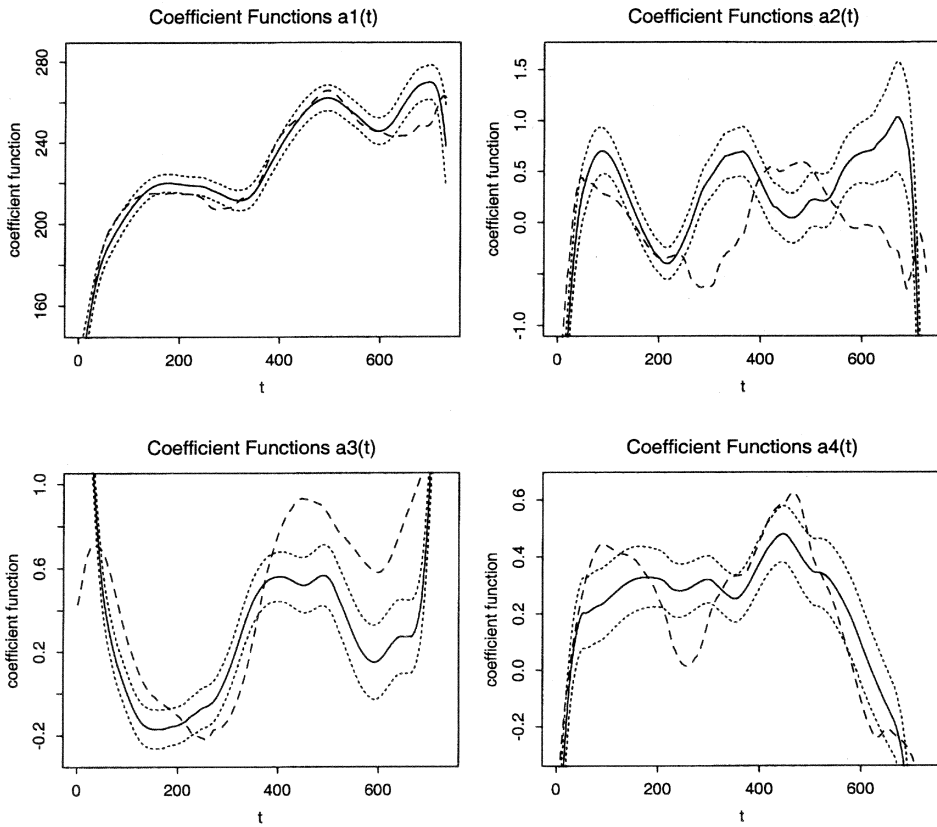 Coefficient Functions a1(t)
coefficient function
280
240
200
160
0
200
400
600
t
Coefficient Functions a2(t)
coefficient function
1.5
1.0
0.5
0.0
-1.0
0
200
400
600
t
Coefficient Functions a3(t)
coefficient function
1.0
0.6
0.2
-0.2
0
200
400
600
t
Coefficient Functions a4(t)
coefficient function
0.6
0.4
0.2
0.0
-0.2
0
200
400
600
t